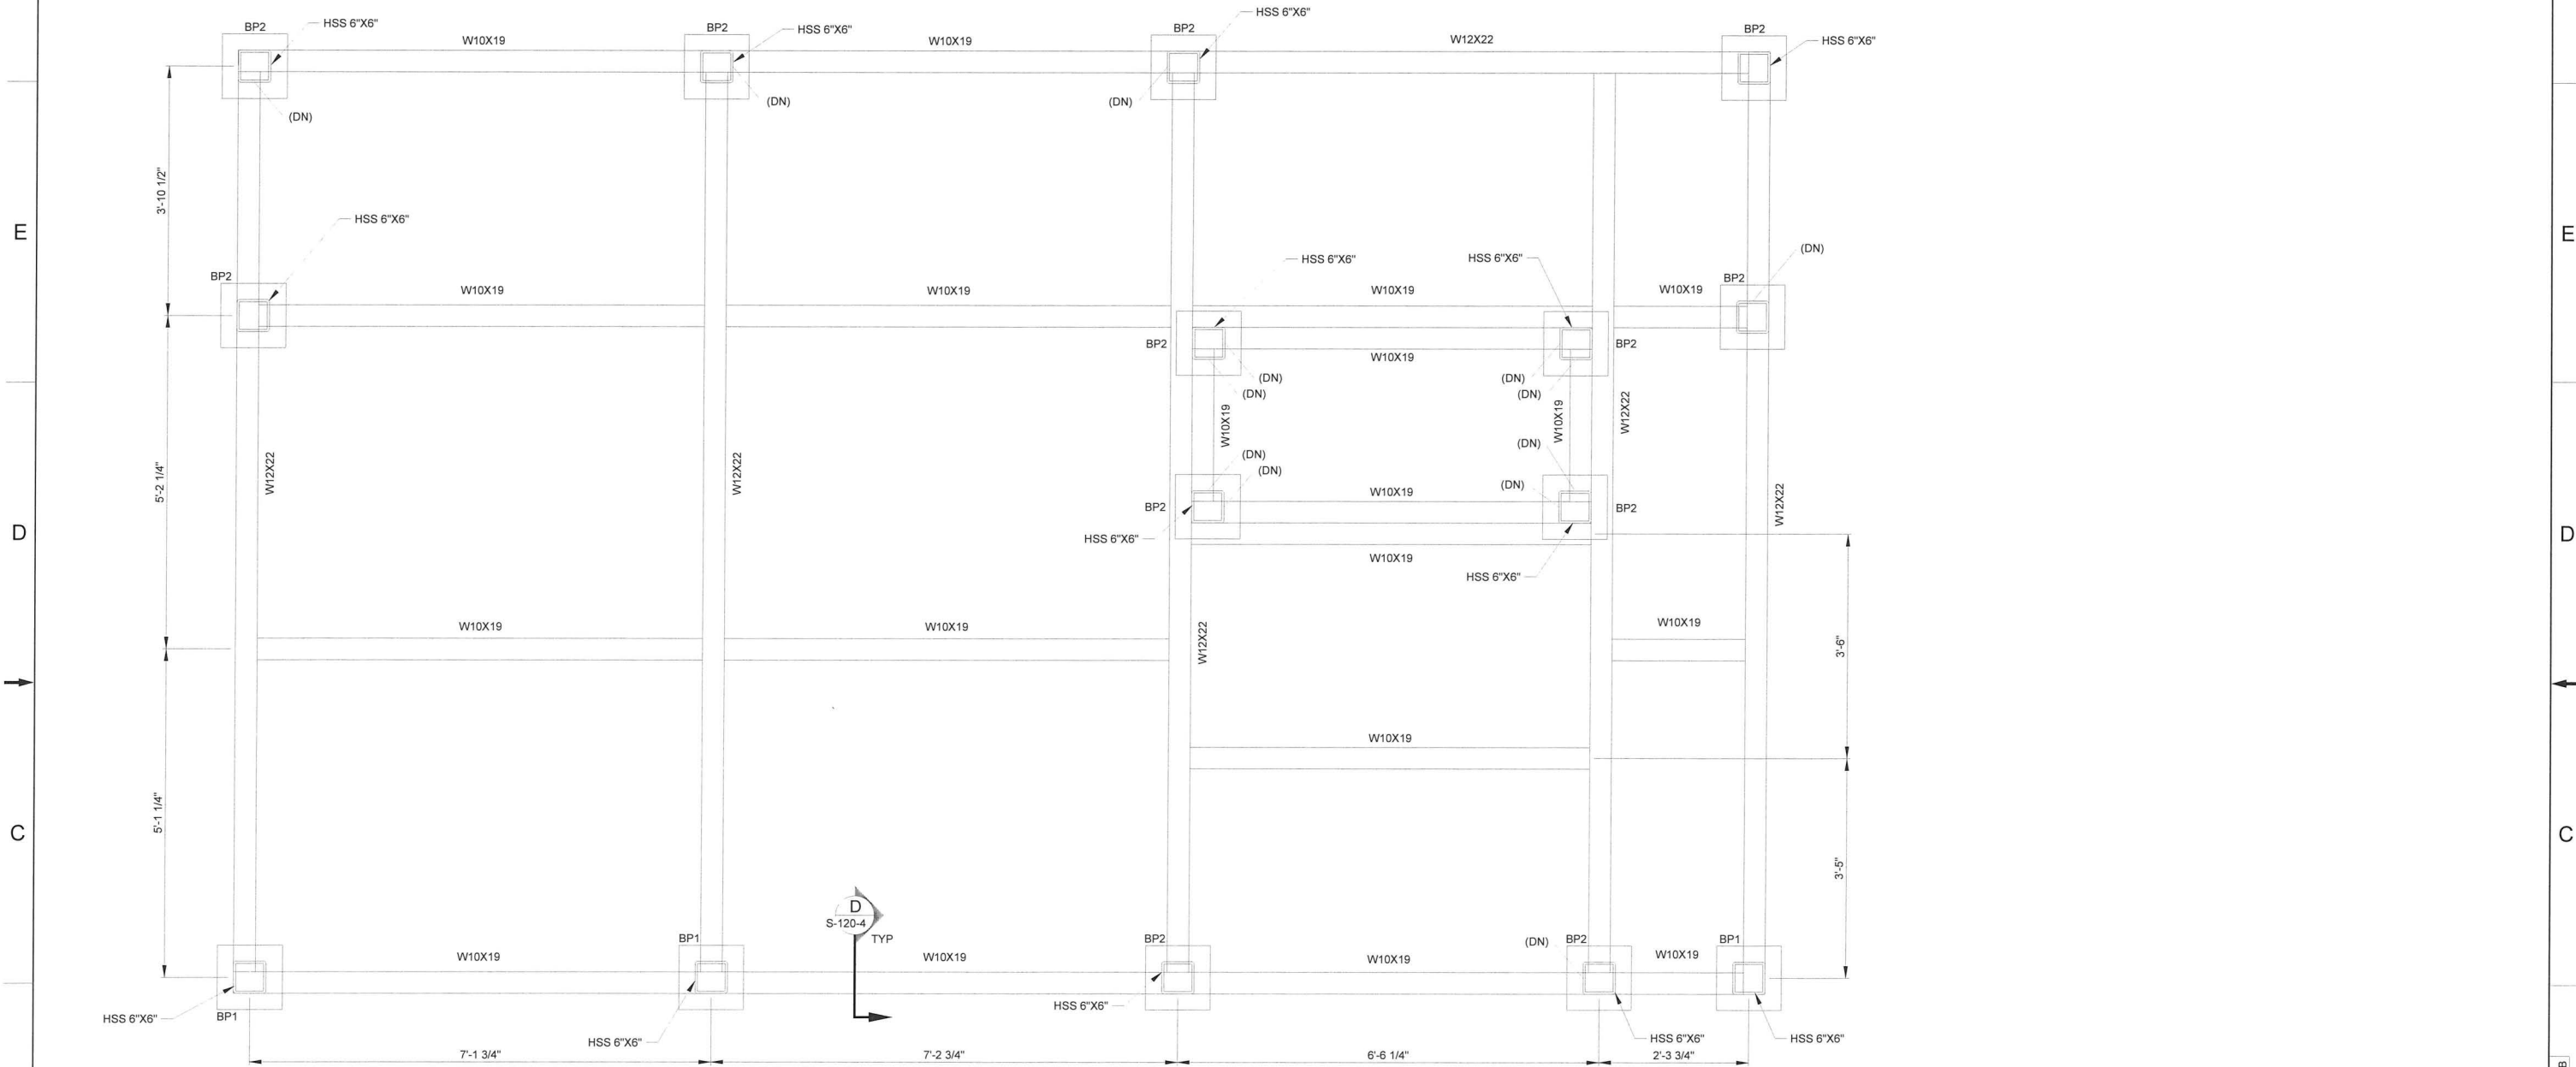 HSS 6"X6"
BP2
W10X19
BP2
HSS 6"X6"
W10X19
BP2
HSS 6"X6"
W12X22
BP2
HSS 6"X6"
(DN)
(DN)
(DN)
3'-10 1/2"
E
E
HSS 6"X6"
BP2
W10X19
W10X19
HSS 6"X6"
W10X19
HSS 6"X6"
W10X19
BP2
(DN)
BP2
W10X19
BP2
(DN)
(DN)
(DN)
(DN)
W10X19
W10X19
W12X22
(DN)
(DN)
(DN)
(DN)
5'-2 1/4"
W12X22
W12X22
W10X19
BP2
BP2
W12X22
D
D
HSS 6"X6"
W10X19
HSS 6"X6"
W10X19
W10X19
W12X22
W10X19
3'-6"
W10X19
5'-1 1/4"
C
C
3'-5"
D
S-120-4
TYP
BP1
BP2
(DN)
BP2
BP1
W10X19
W10X19
W10X19
W10X19
HSS 6"X6"
BP1
HSS 6"X6"
HSS 6"X6"
HSS 6"X6"
HSS 6"X6"
7'-1 3/4"
7'-2 3/4"
6'-6 1/4"
2'-3 3/4"
B